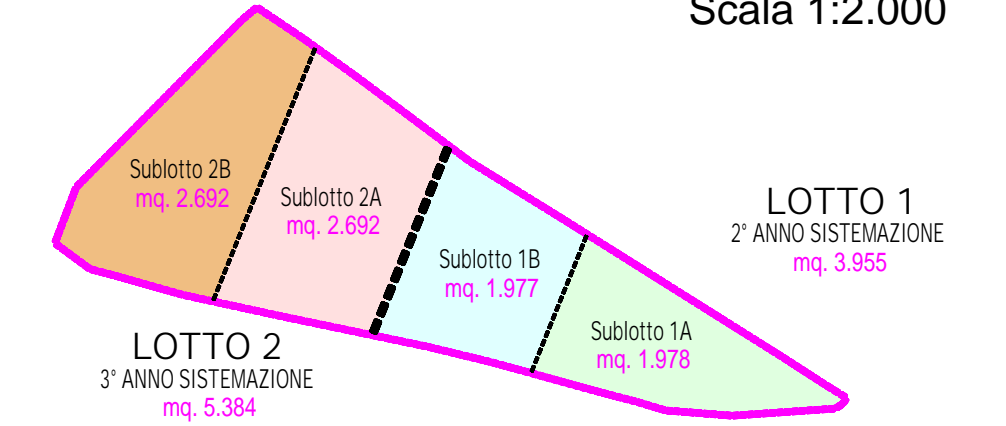 Scala 1:2.000
Sublotto 2B
mq. 2.692
Sublotto 2A
mq. 2.692
Sublotto 1B
mq. 1.977
Sublotto 1A
mq. 1.978
LOTTO 1
2° ANNO SISTEMAZIONE
mq. 3.955
LOTTO 2
3° ANNO SISTEMAZIONE
mq. 5.384